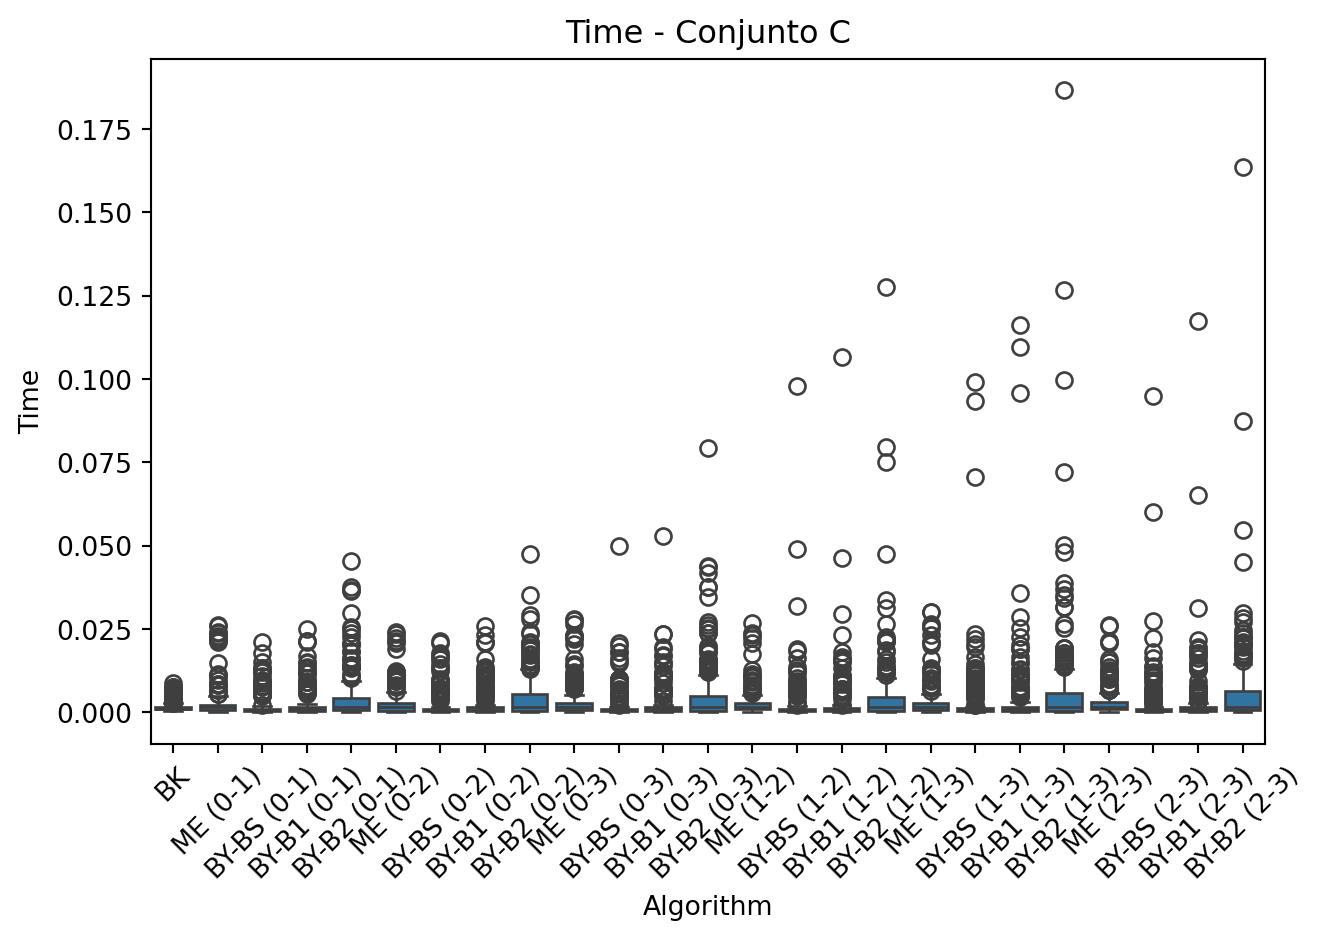 Time - Conjunto C
Time
0.175
0.150
0.125
0.100
0.075
0.050
0.025
0.000
BK
ME (0-1)
BY-BS (0-1)
BY-B1 (0-1)
BY-B2 (0-1)
ME (0-2)
BY-BS (0-2)
BY-B1 (0-2)
BY-B2 (0-2)
ME (0-3)
BY-BS (0-3)
BY-B1 (0-3)
BY-B2 (0-3)
ME (1-2)
BY-BS (1-2)
BY-B1 (1-2)
BY-B2 (1-2)
ME (1-3)
BY-BS (1-3)
BY-B1 (1-3)
BY-B2 (1-3)
ME (2-3)
BY-BS (2-3)
BY-B1 (2-3)
BY-B2 (2-3)
Algorithm